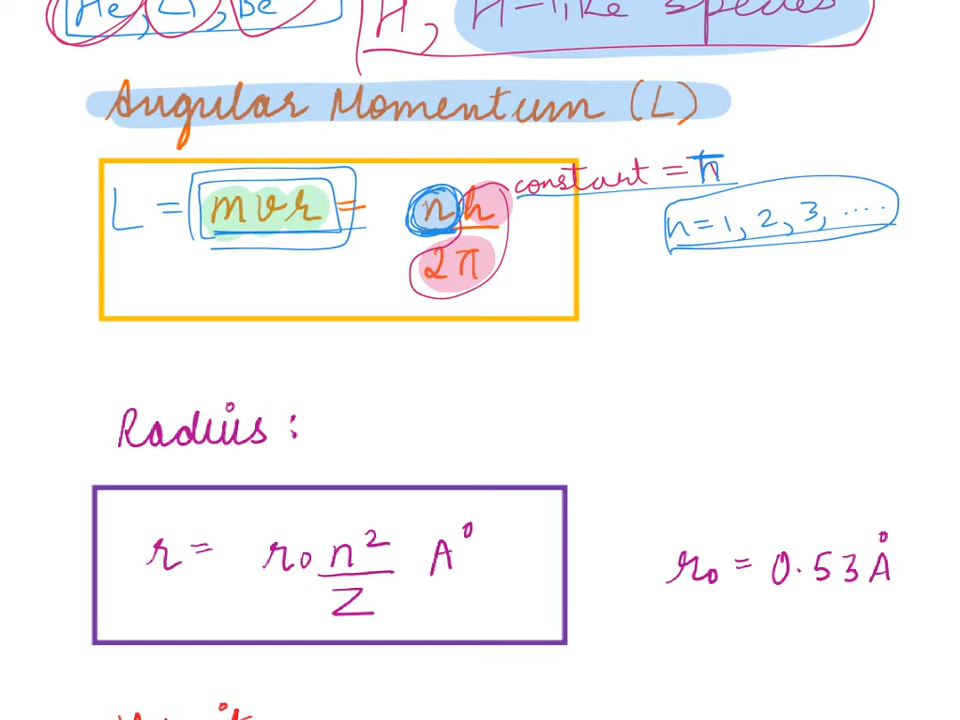 He, Li, Be
H, H-like species
Angular Momentum (L)
constant = ħ
L = mvr = nh
2π
n = 1, 2, 3, ....
Radius :
r = r₀ n² A°
Z
r₀ = 0.53 Å